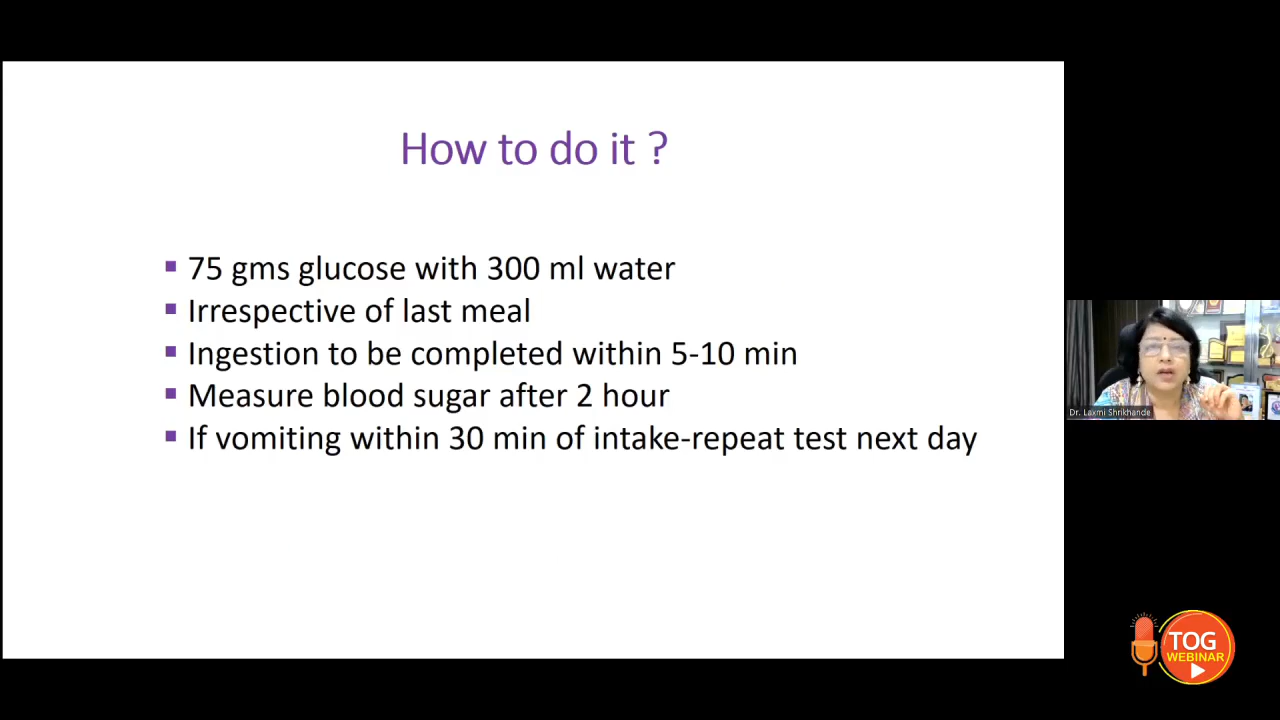 How to do it ?
75 gms glucose with 300 ml water
Irrespective of last meal
Ingestion to be completed within 5-10 min
Measure blood sugar after 2 hour
If vomiting within 30 min of intake-repeat test next day
Dr. Laxmi Shrikhande
TOG
WEBINAR